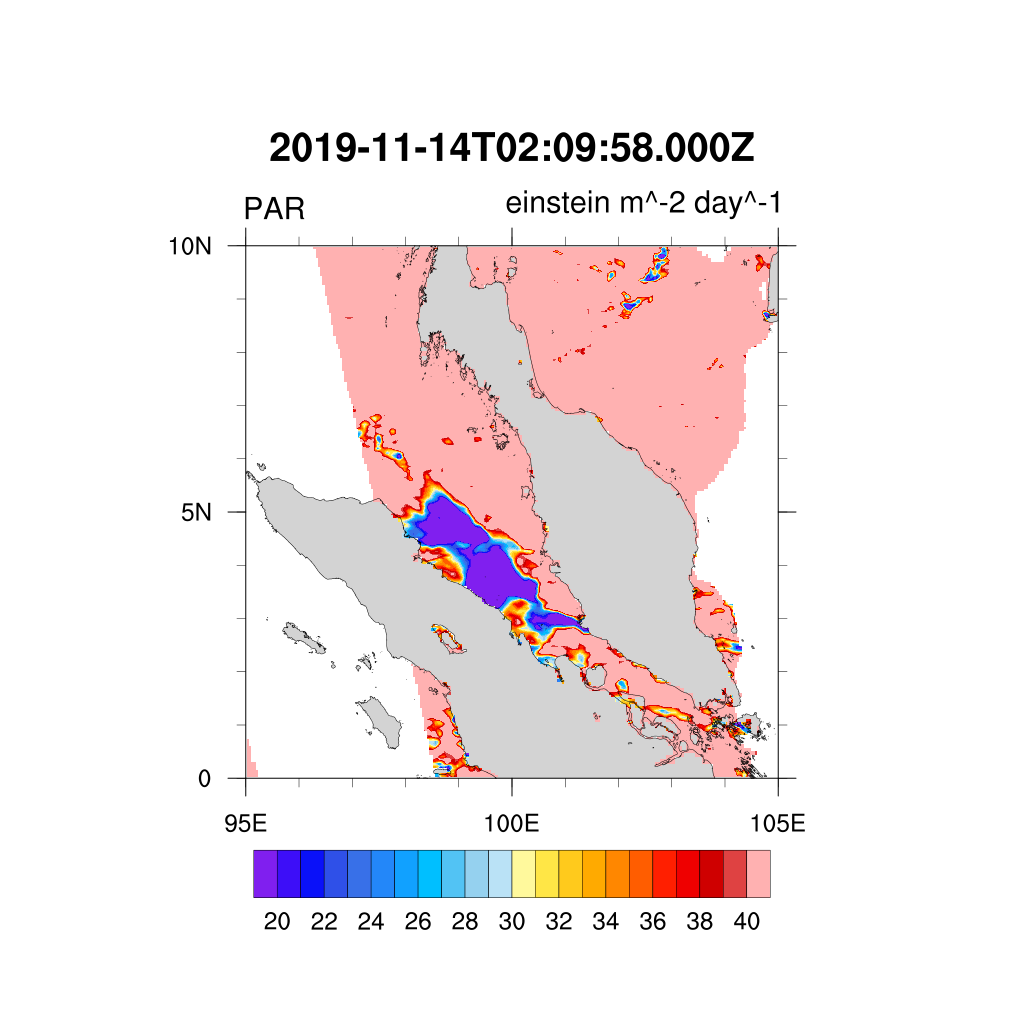 2019-11-14T02:09:58.000Z
PAR einstein m^-2 day^-1
10N
5N
0
95E 100E 105E
20 22 24 26 28 30 32 34 36 38 40